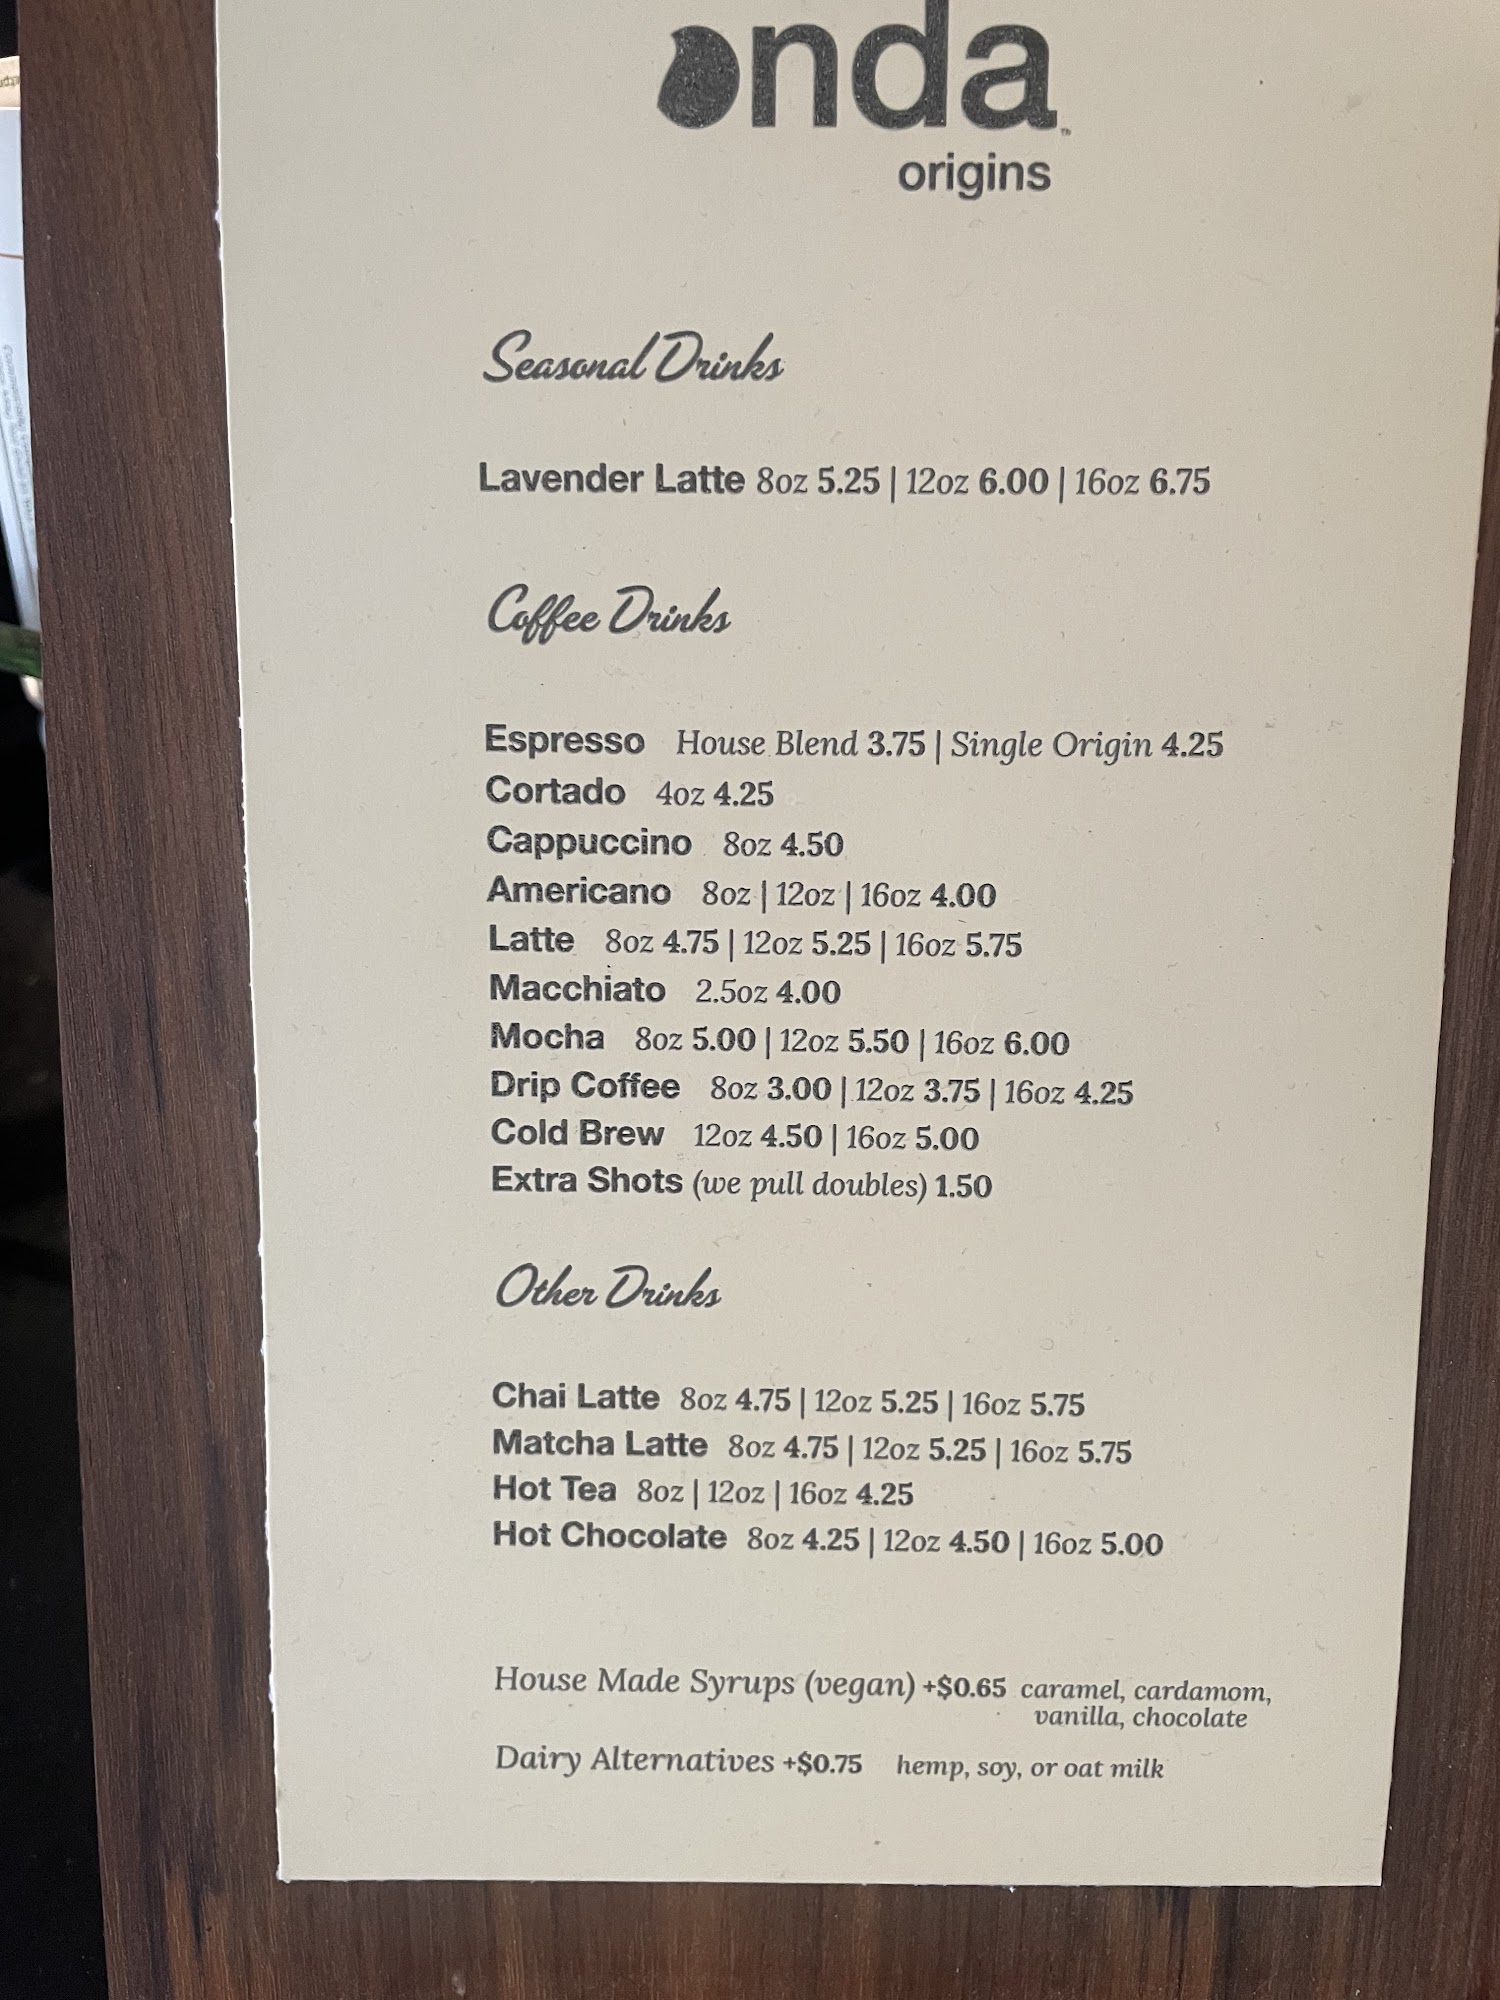 onda™
origins
Seasonal Drinks
Lavender Latte 8oz 5.25 | 12oz 6.00 | 16oz 6.75
Coffee Drinks
Espresso House Blend 3.75 | Single Origin 4.25
Cortado 4oz 4.25
Cappuccino 8oz 4.50
Americano 8oz | 12oz | 16oz 4.00
Latte 8oz 4.75 | 12oz 5.25 | 16oz 5.75
Macchiato 2.5oz 4.00
Mocha 8oz 5.00 | 12oz 5.50 | 16oz 6.00
Drip Coffee 8oz 3.00 | 12oz 3.75 | 16oz 4.25
Cold Brew 12oz 4.50 | 16oz 5.00
Extra Shots (we pull doubles) 1.50
Other Drinks
Chai Latte 8oz 4.75 | 12oz 5.25 | 16oz 5.75
Matcha Latte 8oz 4.75 | 12oz 5.25 | 16oz 5.75
Hot Tea 8oz | 12oz | 16oz 4.25
Hot Chocolate 8oz 4.25 | 12oz 4.50 | 16oz 5.00
House Made Syrups (vegan) +$0.65 caramel, cardamom,
vanilla, chocolate
Dairy Alternatives +$0.75 hemp, soy, or oat milk